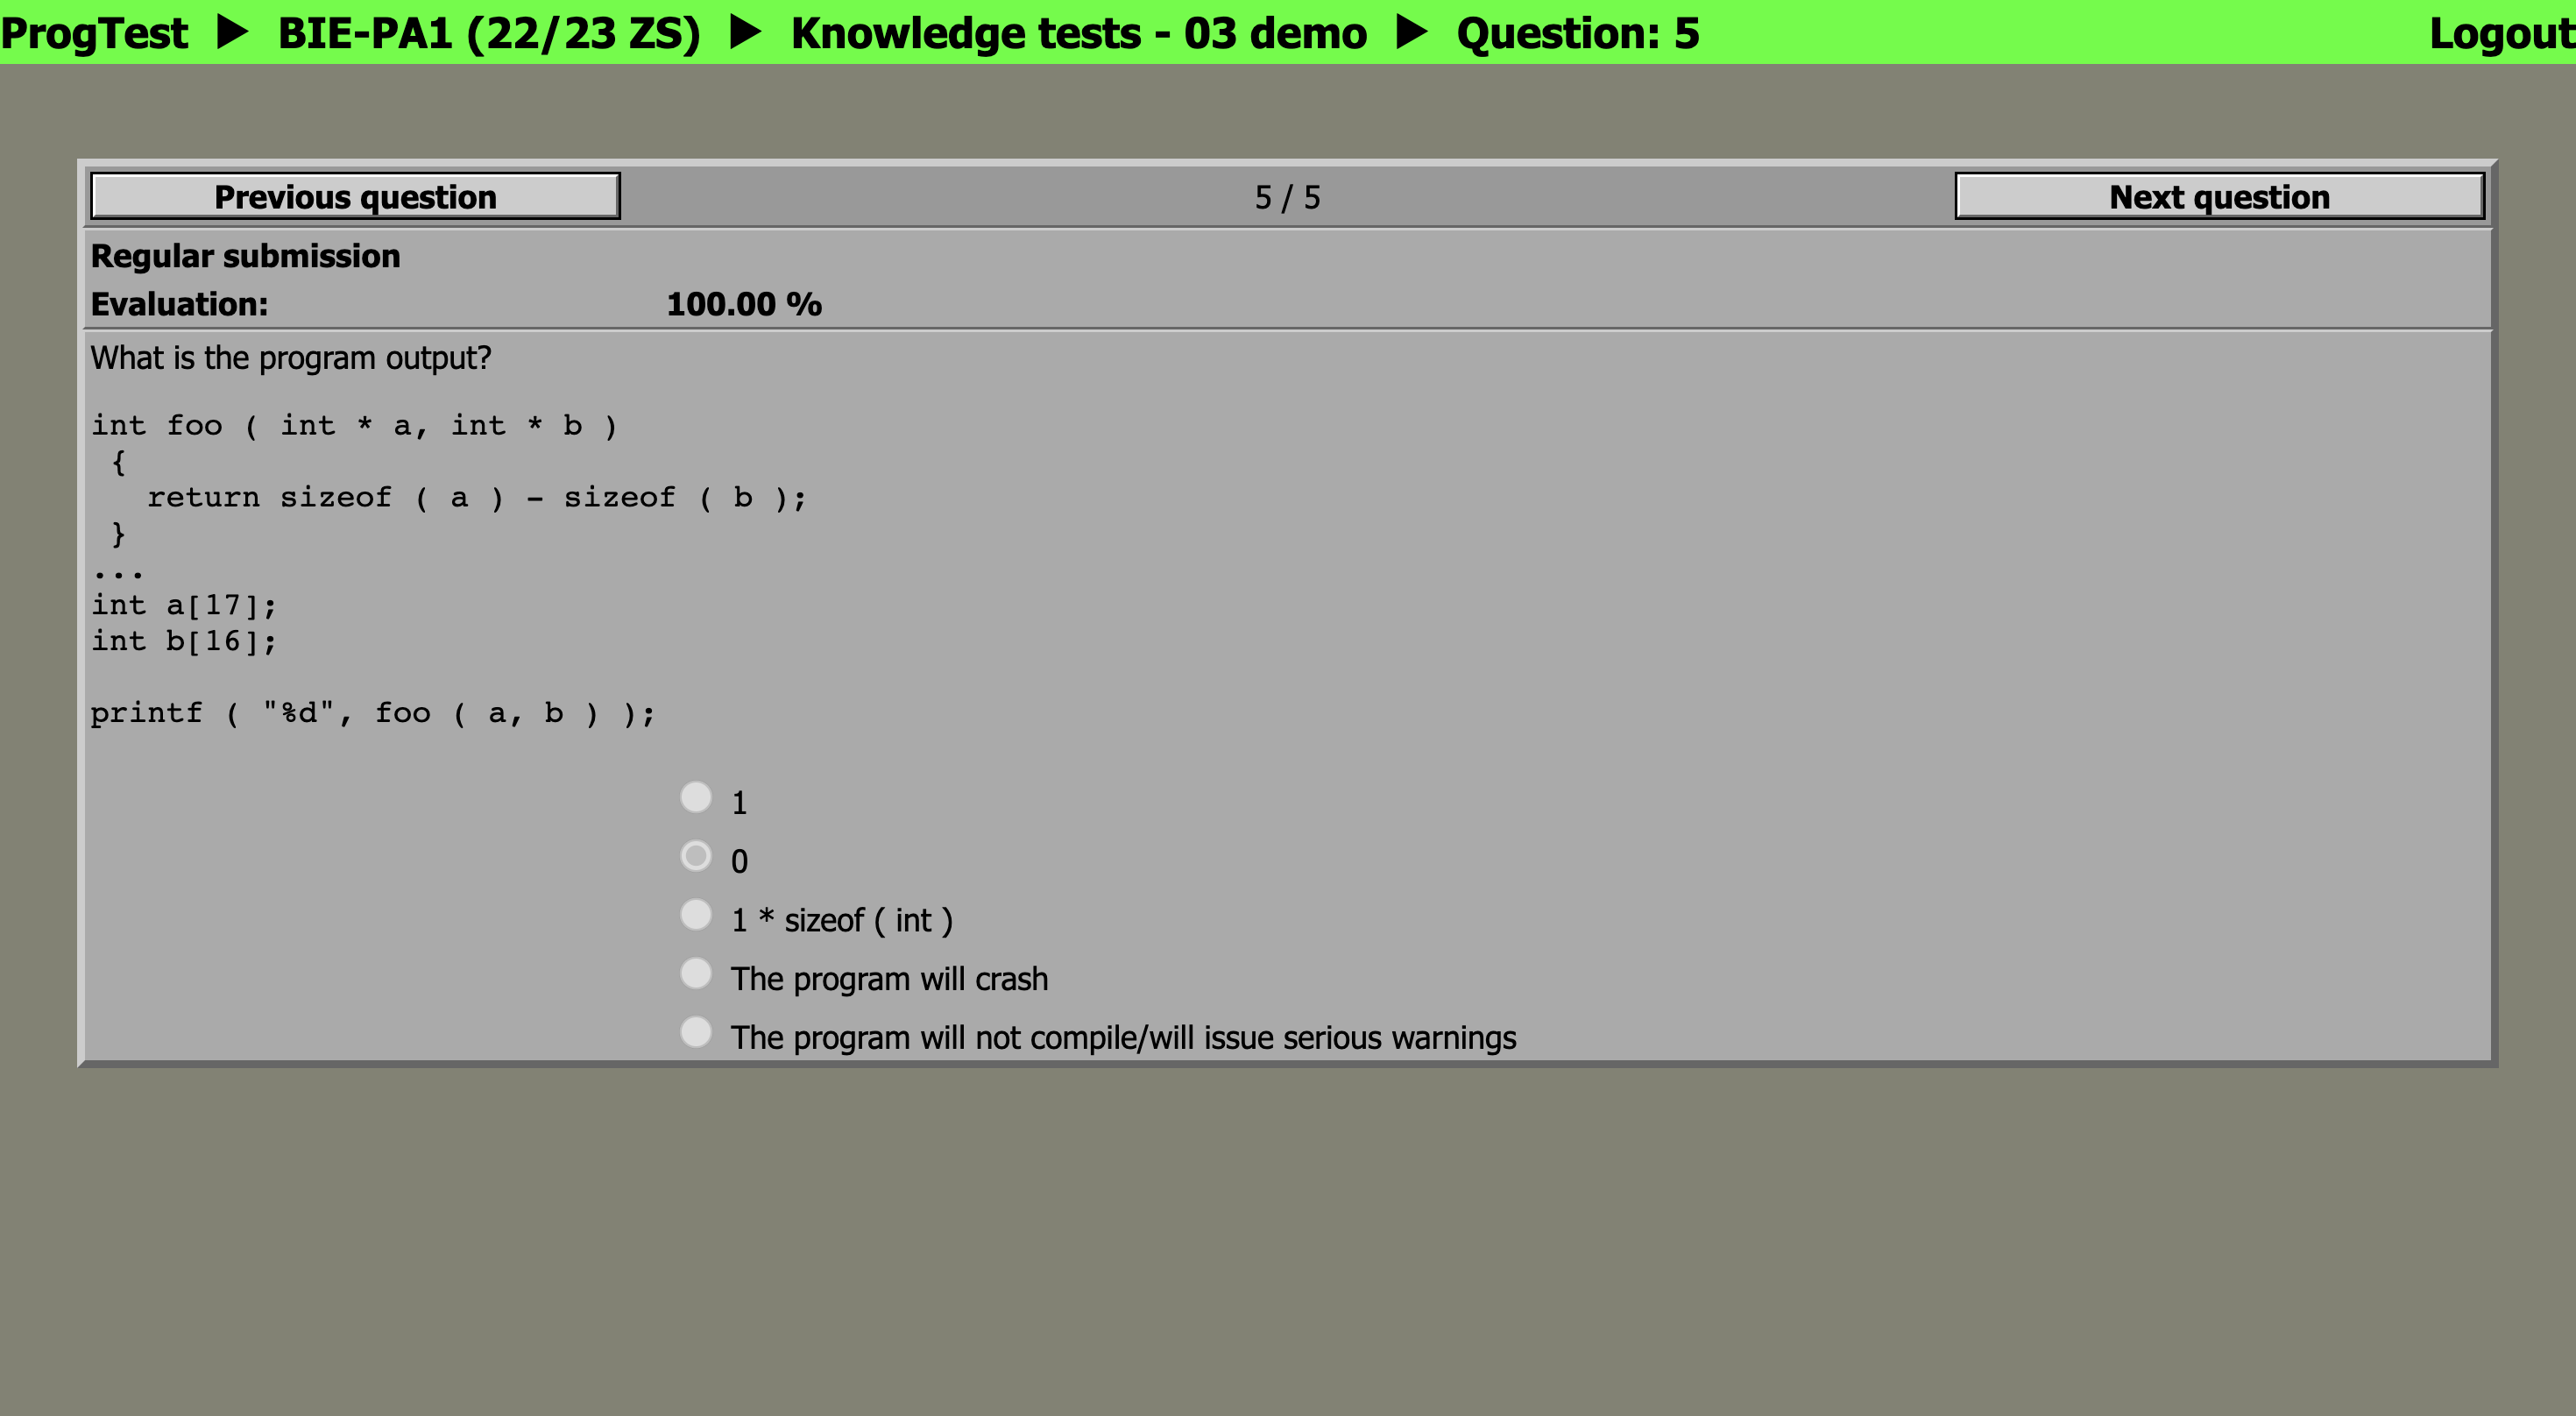 ProgTest ▶ BIE-PA1 (22/23 ZS) ▶ Knowledge tests - 03 demo ▶ Question: 5 Logout
Previous question 5 / 5 Next question
Regular submission
Evaluation: 100.00 %
What is the program output?
int foo ( int * a, int * b )
 {
   return sizeof ( a ) - sizeof ( b );
 }
...
int a[17];
int b[16];
printf ( "%d", foo ( a, b ) );
1
0
1 * sizeof ( int )
The program will crash
The program will not compile/will issue serious warnings